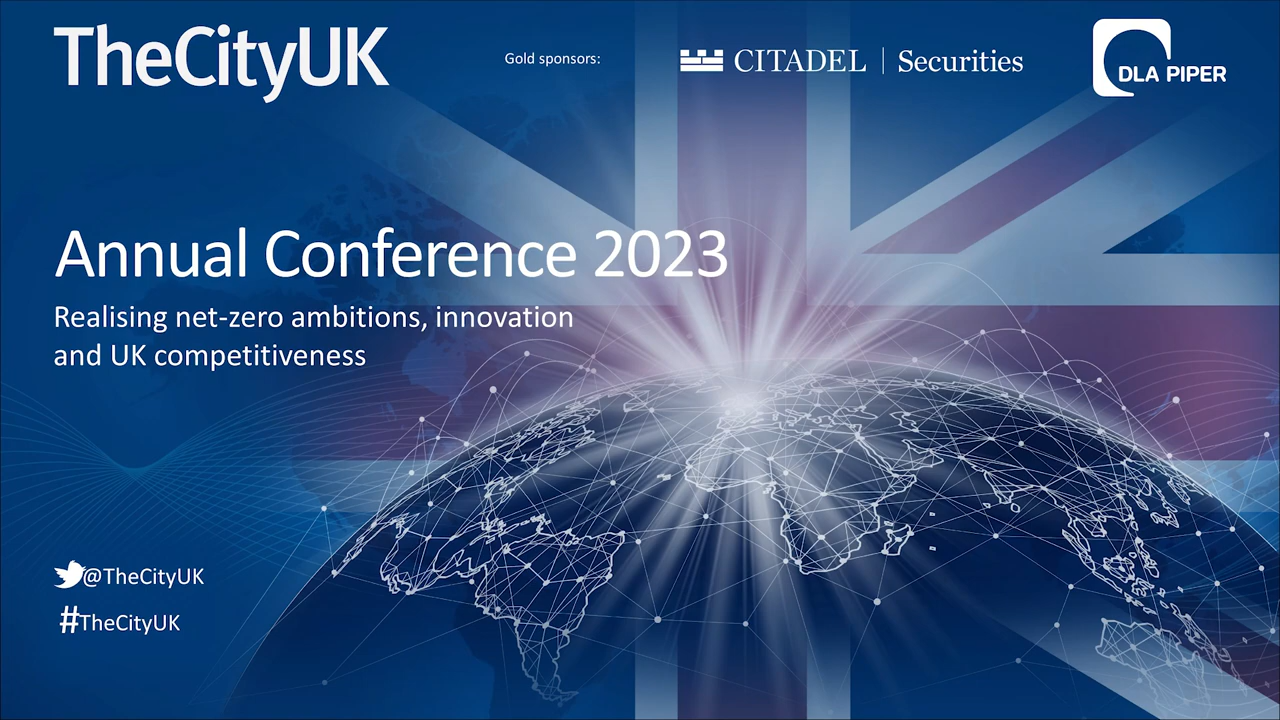 TheCityUK
Gold sponsors:
CITADEL | Securities
DLA PIPER
Annual Conference 2023
Realising net-zero ambitions, innovation
and UK competitiveness
@TheCityUK
#TheCityUK